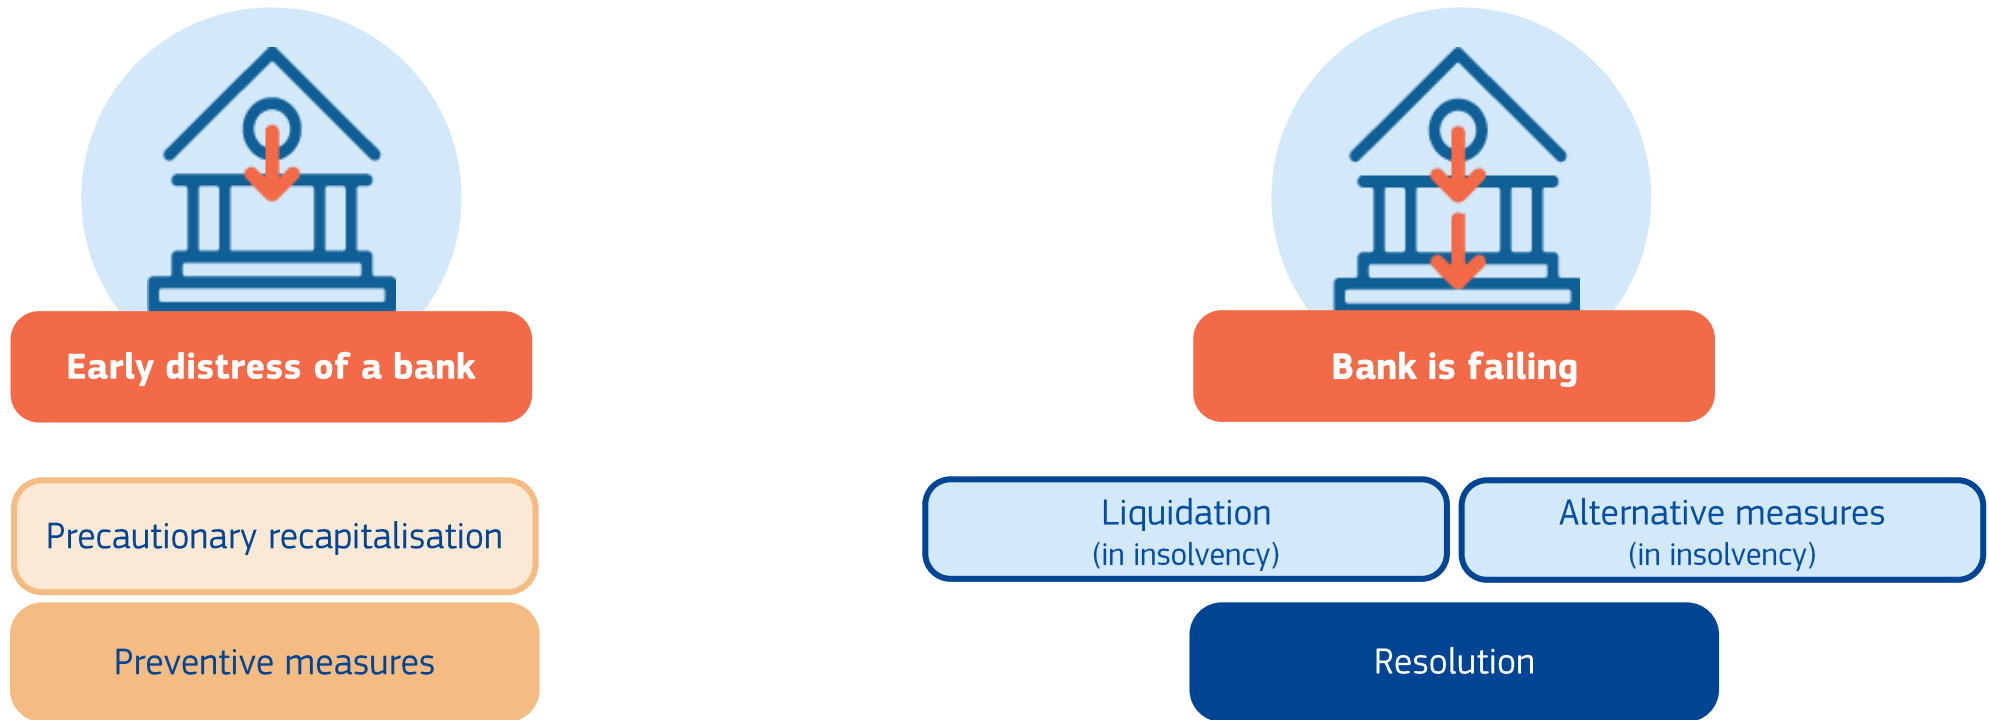 Early distress of a bank
Bank is failing
Precautionary recapitalisation
Preventive measures
Liquidation
(in insolvency)
Alternative measures
(in insolvency)
Resolution